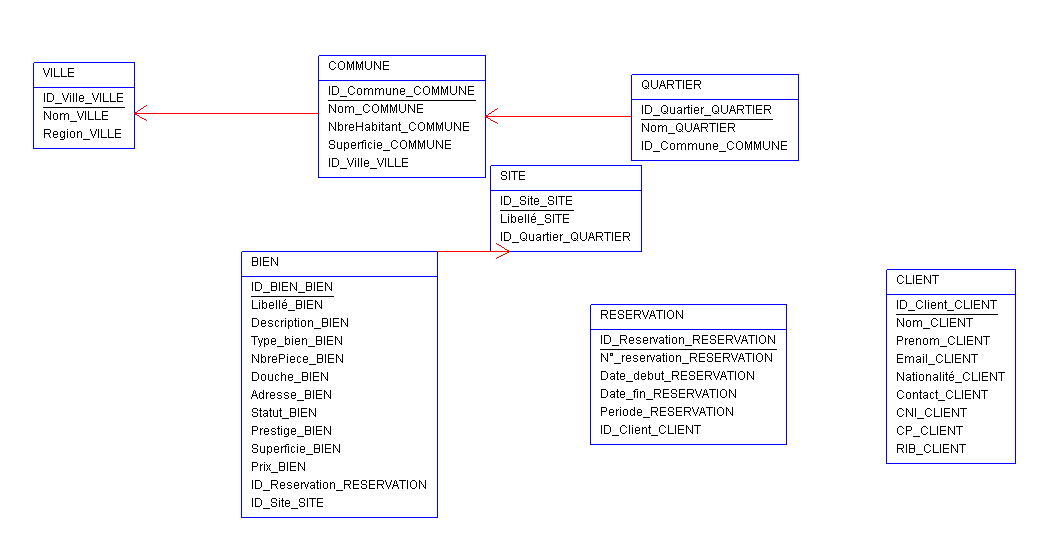 VILLE
ID_Ville_VILLE
Nom_VILLE
Region_VILLE
COMMUNE
ID_Commune_COMMUNE
Nom_COMMUNE
NbreHabitant_COMMUNE
Superficie_COMMUNE
ID_Ville_VILLE
QUARTIER
ID_Quartier_QUARTIER
Nom_QUARTIER
ID_Commune_COMMUNE
SITE
ID_Site_SITE
Libellé_SITE
ID_Quartier_QUARTIER
BIEN
ID_BIEN_BIEN
Libellé_BIEN
Description_BIEN
Type_bien_BIEN
NbrePiece_BIEN
Douche_BIEN
Adresse_BIEN
Statut_BIEN
Prestige_BIEN
Superficie_BIEN
Prix_BIEN
ID_Reservation_RESERVATION
ID_Site_SITE
RESERVATION
ID_Reservation_RESERVATION
N°_reservation_RESERVATION
Date_debut_RESERVATION
Date_fin_RESERVATION
Periode_RESERVATION
ID_Client_CLIENT
CLIENT
ID_Client_CLIENT
Nom_CLIENT
Prenom_CLIENT
Email_CLIENT
Nationalité_CLIENT
Contact_CLIENT
CNI_CLIENT
CP_CLIENT
RIB_CLIENT